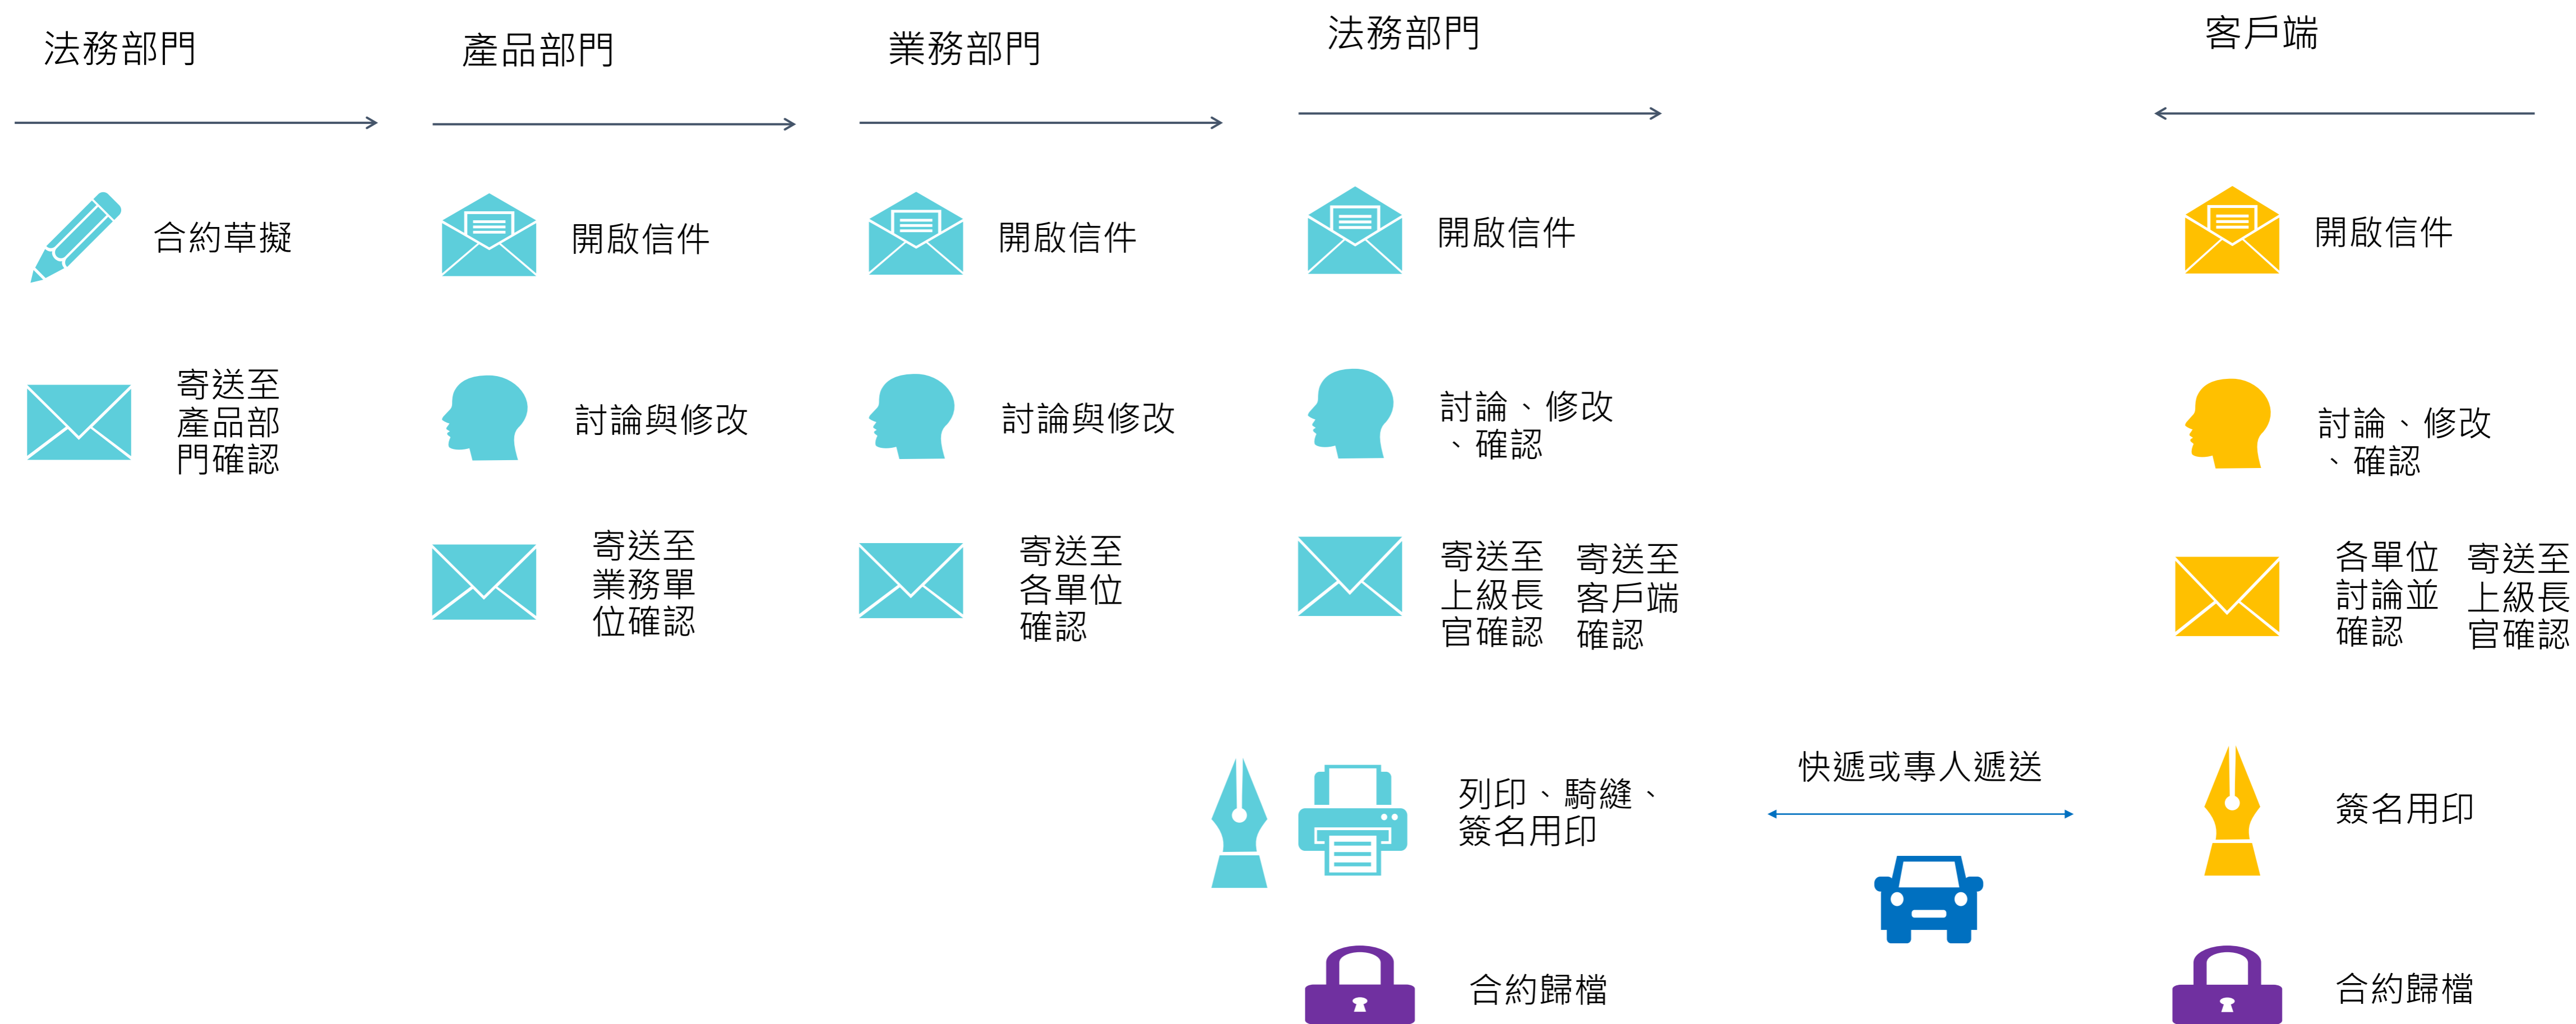 法務部門
產品部門
業務部門
法務部門
客戶端
合約草擬
開啟信件
開啟信件
開啟信件
開啟信件
寄送至
產品部
門確認
討論與修改
討論與修改
討論、修改
、確認
討論、修改
、確認
寄送至
業務單
位確認
寄送至
各單位
確認
寄送至
上級長
官確認
寄送至
客戶端
確認
各單位
討論並
確認
寄送至
上級長
官確認
列印、騎縫、
簽名用印
快遞或專人遞送
簽名用印
合約歸檔
合約歸檔